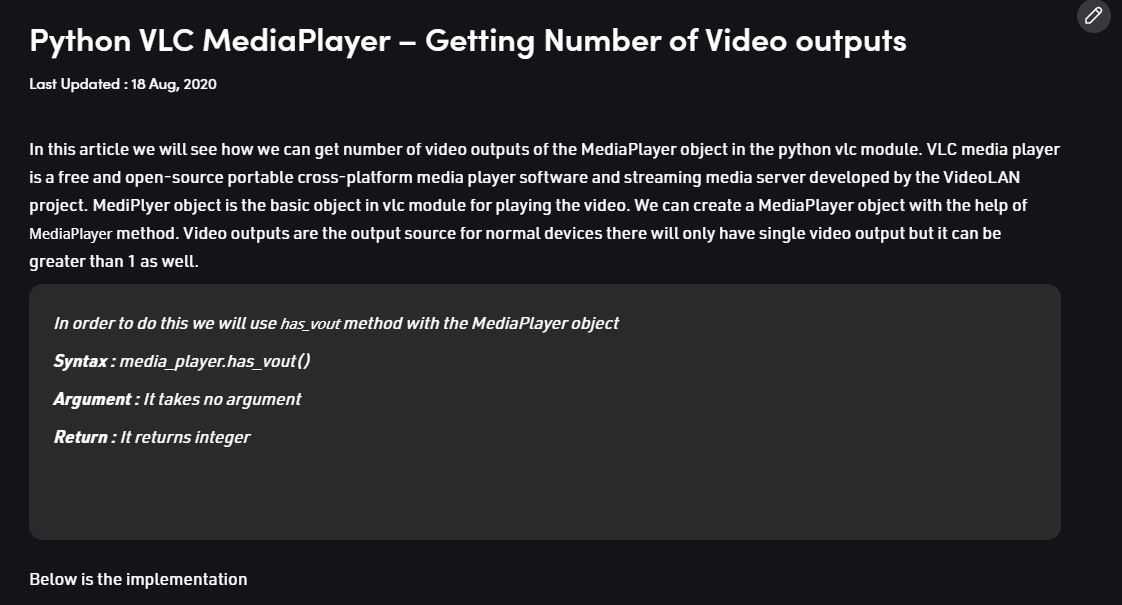 Python VLC MediaPlayer – Getting Number of Video outputs
Last Updated : 18 Aug, 2020
In this article we will see how we can get number of video outputs of the MediaPlayer object in the python vlc module. VLC media player
is a free and open-source portable cross-platform media player software and streaming media server developed by the VideoLAN
project. MediPlyer object is the basic object in vlc module for playing the video. We can create a MediaPlayer object with the help of
MediaPlayer method. Video outputs are the output source for normal devices there will only have single video output but it can be
greater than 1 as well.
In order to do this we will use has_vout method with the MediaPlayer object
Syntax : media_player.has_vout()
Argument : It takes no argument
Return : It returns integer
Below is the implementation